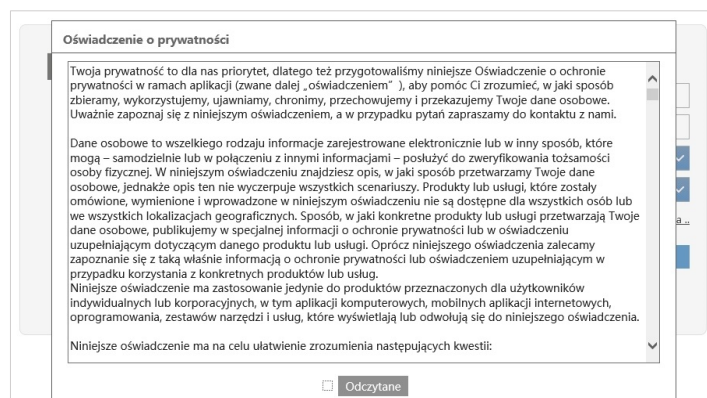 Oświadczenie o prywatności
Twoja prywatność to dla nas priorytet, dlatego też przygotowaliśmy niniejsze Oświadczenie o ochronie
prywatności w ramach aplikacji (zwane dalej „oświadczeniem” ), aby pomóc Ci zrozumieć, w jaki sposób
zbieramy, wykorzystujemy, ujawniamy, chronimy, przechowujemy i przekazujemy Twoje dane osobowe.
Uważnie zapoznaj się z niniejszym oświadczeniem, a w przypadku pytań zapraszamy do kontaktu z nami.
Dane osobowe to wszelkiego rodzaju informacje zarejestrowane elektronicznie lub w inny sposób, które
mogą – samodzielnie lub w połączeniu z innymi informacjami – posłużyć do zweryfikowania tożsamości
osoby fizycznej. W niniejszym oświadczeniu znajdziesz opis, w jaki sposób przetwarzamy Twoje dane
osobowe, jednakże opis ten nie wyczerpuje wszystkich scenariuszy. Produkty lub usługi, które zostały
omówione, wymienione i wprowadzone w niniejszym oświadczeniu nie są dostępne dla wszystkich osób lub
we wszystkich lokalizacjach geograficznych. Sposób, w jaki konkretne produkty lub usługi przetwarzają Twoje
dane osobowe, publikujemy w specjalnej informacji o ochronie prywatności lub w oświadczeniu
uzupełniającym dotyczącym danego produktu lub usługi. Oprócz niniejszego oświadczenia zalecamy
zapoznanie się z taką właśnie informacją o ochronie prywatności lub oświadczeniem uzupełniającym w
przypadku korzystania z konkretnych produktów lub usług.
Niniejsze oświadczenie ma zastosowanie jedynie do produktów przeznaczonych dla użytkowników
indywidualnych lub korporacyjnych, w tym aplikacji komputerowych, mobilnych aplikacji internetowych,
oprogramowania, zestawów narzędzi i usług, które wyświetlają lub odwołują się do niniejszego oświadczenia.
Niniejsze oświadczenie ma na celu ułatwienie zrozumienia następujących kwestii:
a ..
Odczytane